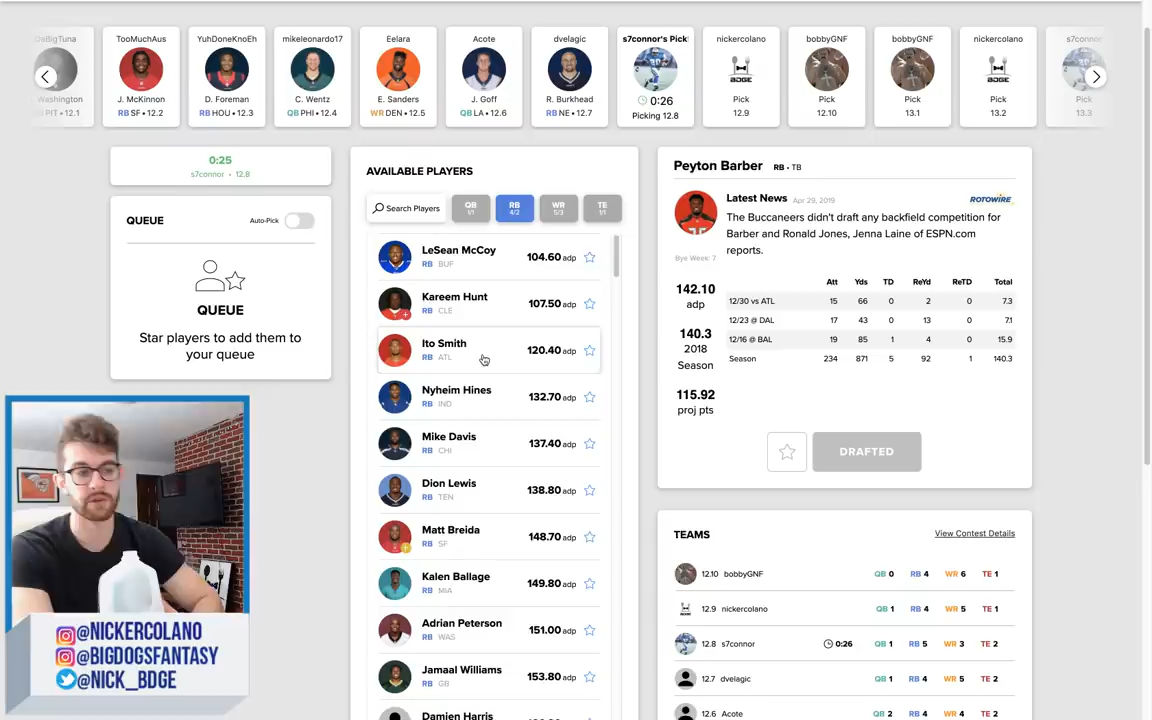 DaBigTuna
TooMuchAus
YuhDoneKnoEh
mikeleonardo17
Eelara
Acote
dvelagic
s7connor's Pick
nickercolano
bobbyGNF
bobbyGNF
nickercolano
s7connor
Washington
J. McKinnon
D. Foreman
C. Wentz
E. Sanders
J. Goff
R. Burkhead
0:26
Pick
Pick
Pick
Pick
Pick
PIT • 12.1
RB SF • 12.2
RB HOU • 12.3
QB PHI • 12.4
WR DEN • 12.5
QB LA • 12.6
RB NE • 12.7
Picking 12.8
12.9
12.10
13.1
13.2
13.3
BDGE
BDGE
0:25
s7connor • 12.8
QUEUE
Auto-Pick
QUEUE
Star players to add them to
your queue
AVAILABLE PLAYERS
Search Players
QB
1/1
RB
4/2
WR
5/3
TE
1/1
LeSean McCoy
RB BUF
104.60 adp
Kareem Hunt
RB CLE
107.50 adp
Ito Smith
RB ATL
120.40 adp
Nyheim Hines
RB IND
132.70 adp
Mike Davis
RB CHI
137.40 adp
Dion Lewis
RB TEN
138.80 adp
Matt Breida
RB SF
148.70 adp
Kalen Ballage
RB MIA
149.80 adp
Adrian Peterson
RB WAS
151.00 adp
Jamaal Williams
RB GB
153.80 adp
Damien Harris
Peyton Barber RB • TB
Latest News Apr 29, 2019
ROTOWIRE
The Buccaneers didn't draft any backfield competition for
Barber and Ronald Jones, Jenna Laine of ESPN.com
reports.
Bye Week: 7
142.10
adp
140.3
2018
Season
115.92
proj pts
Att Yds TD ReYd ReTD Total
12/30 vs ATL 15 66 0 2 0 7.3
12/23 @ DAL 17 43 0 13 0 7.1
12/16 @ BAL 19 85 1 4 0 15.9
Season 234 871 5 92 1 140.3
DRAFTED
TEAMS
View Contest Details
12.10 bobbyGNF QB 0 RB 4 WR 6 TE 1
12.9 nickercolano QB 1 RB 4 WR 5 TE 1
12.8 s7connor 0:26 QB 1 RB 5 WR 3 TE 2
12.7 dvelagic QB 1 RB 4 WR 5 TE 2
12.6 Acote QB 2 RB 4 WR 4 TE 2
@NICKERCOLANO
@BIGDOGSFANTASY
@NICK_BDGE